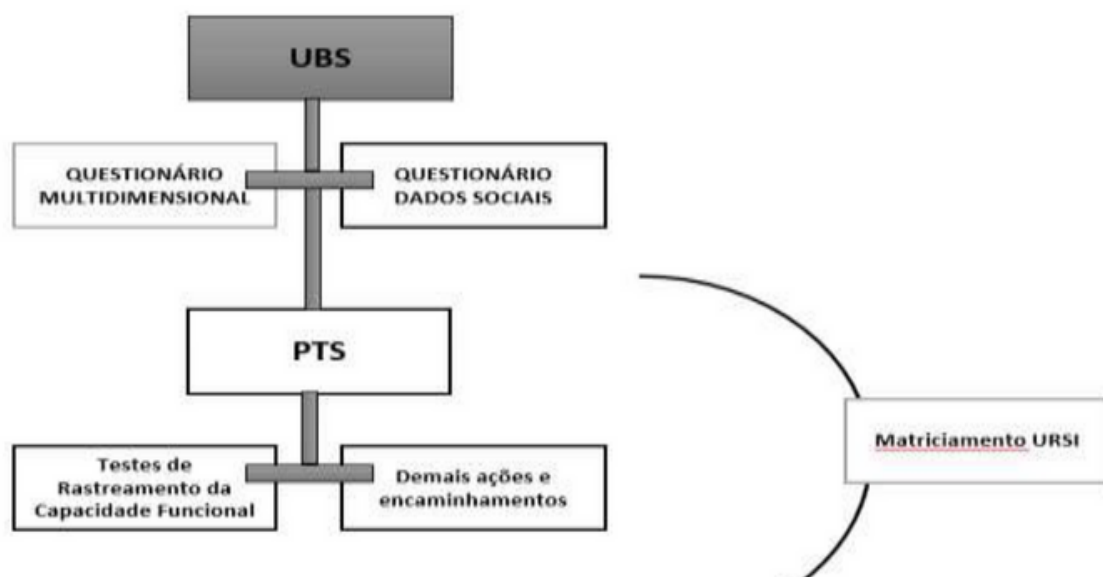 UBS
QUESTIONÁRIO
MULTIDIMENSIONAL
QUESTIONÁRIO
DADOS SOCIAIS
PTS
Matriciamento URSI
Testes de
Rastreamento da
Capacidade Funcional
Demais ações e
encaminhamentos